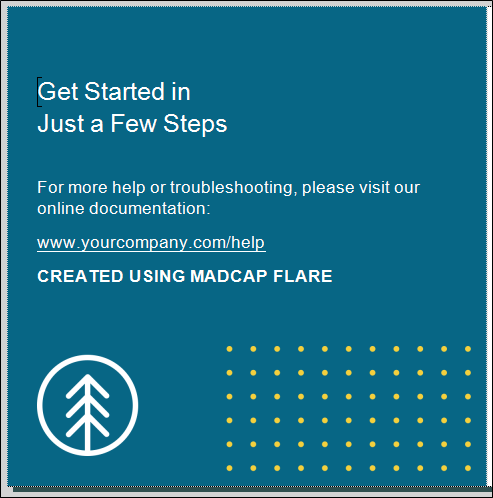 Get Started in
Just a Few Steps
For more help or troubleshooting, please visit our
online documentation:
www.yourcompany.com/help
CREATED USING MADCAP FLARE